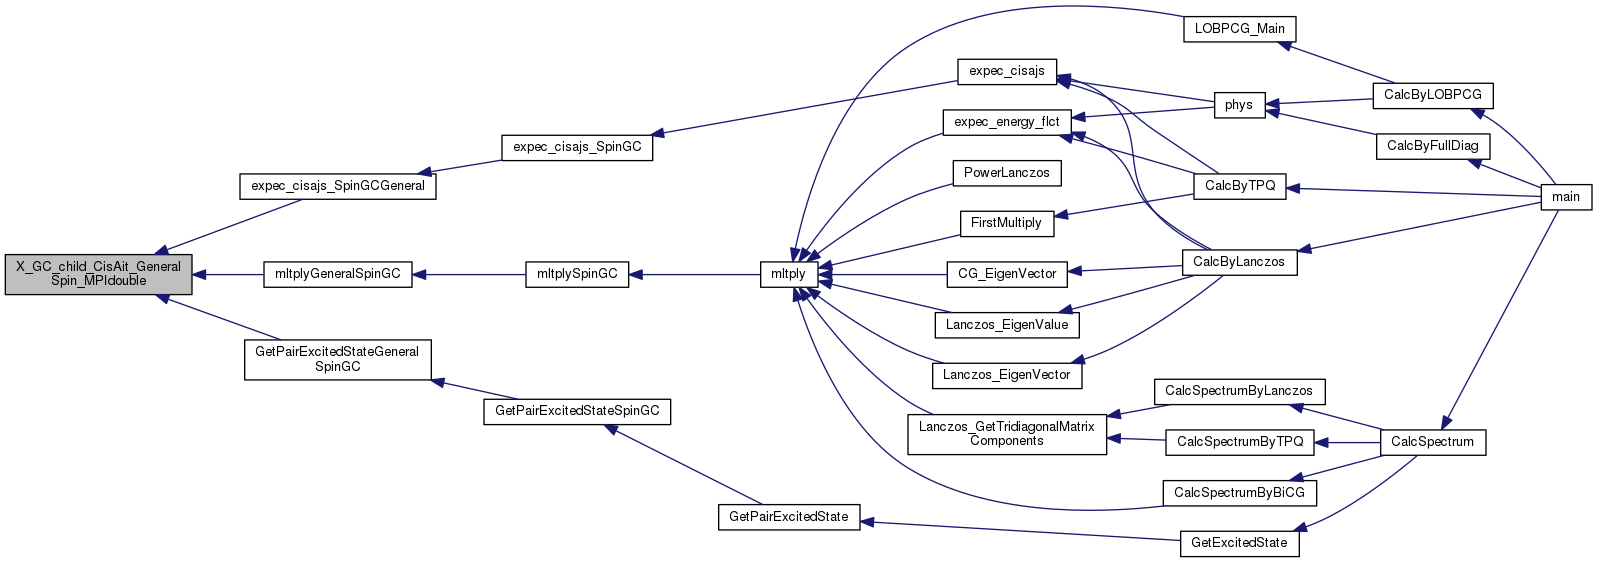 LOBPCG_Main
expec_cisajs
CalcByLOBPCG
phys
expec_energy_flct
expec_cisajs_SpinGC
CalcByFullDiag
PowerLanczos
expec_cisajs_SpinGCGeneral
CalcByTPQ
main
FirstMultiply
X_GC_child_CisAit_General
Spin_MPIdouble
mltplyGeneralSpinGC
mltplySpinGC
mltply
CG_EigenVector
CalcByLanczos
Lanczos_EigenValue
GetPairExcitedStateGeneral
SpinGC
Lanczos_EigenVector
CalcSpectrumByLanczos
GetPairExcitedStateSpinGC
Lanczos_GetTridiagonalMatrix
Components
CalcSpectrumByTPQ
CalcSpectrum
CalcSpectrumByBiCG
GetPairExcitedState
GetExcitedState